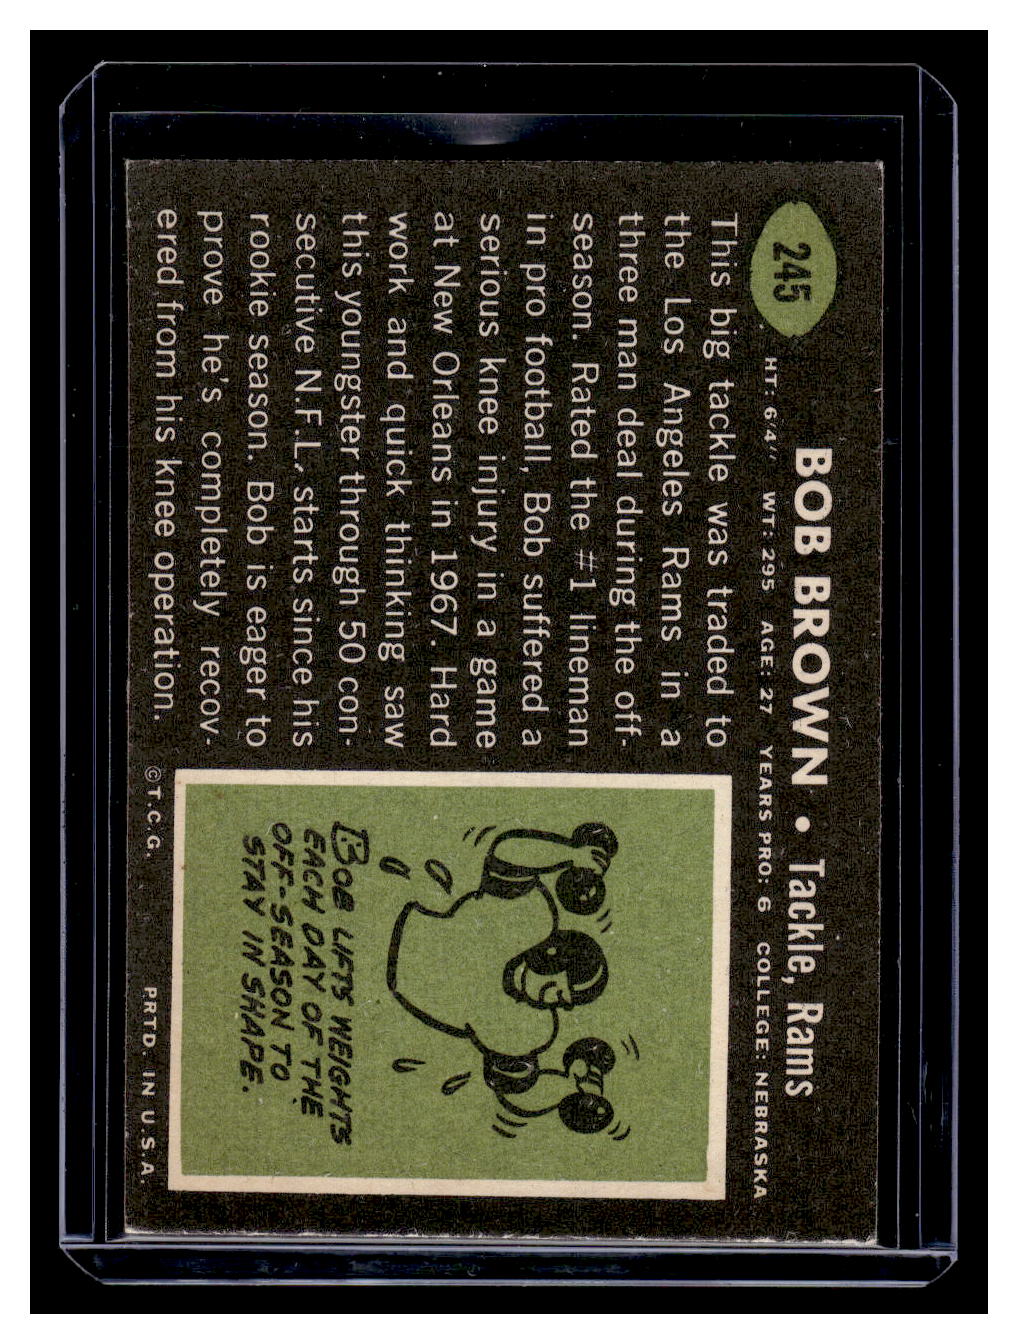 245
BOB BROWN • Tackle, Rams
HT: 6'4" WT: 295 AGE: 27 YEARS PRO: 6 COLLEGE: NEBRASKA
This big tackle was traded to
the Los Angeles Rams in a
three man deal during the off-
season. Rated the #1 lineman
in pro football, Bob suffered a
serious knee injury in a game
at New Orleans in 1967. Hard
work and quick thinking saw
this youngster through 50 con-
secutive N.F.L. starts since his
rookie season. Bob is eager to
prove he's completely recov-
ered from his knee operation.
BOB LIFTS WEIGHTS
EACH DAY OF THE
OFF-SEASON TO
STAY IN SHAPE.
©T.C.G. PRTD. IN U.S.A.